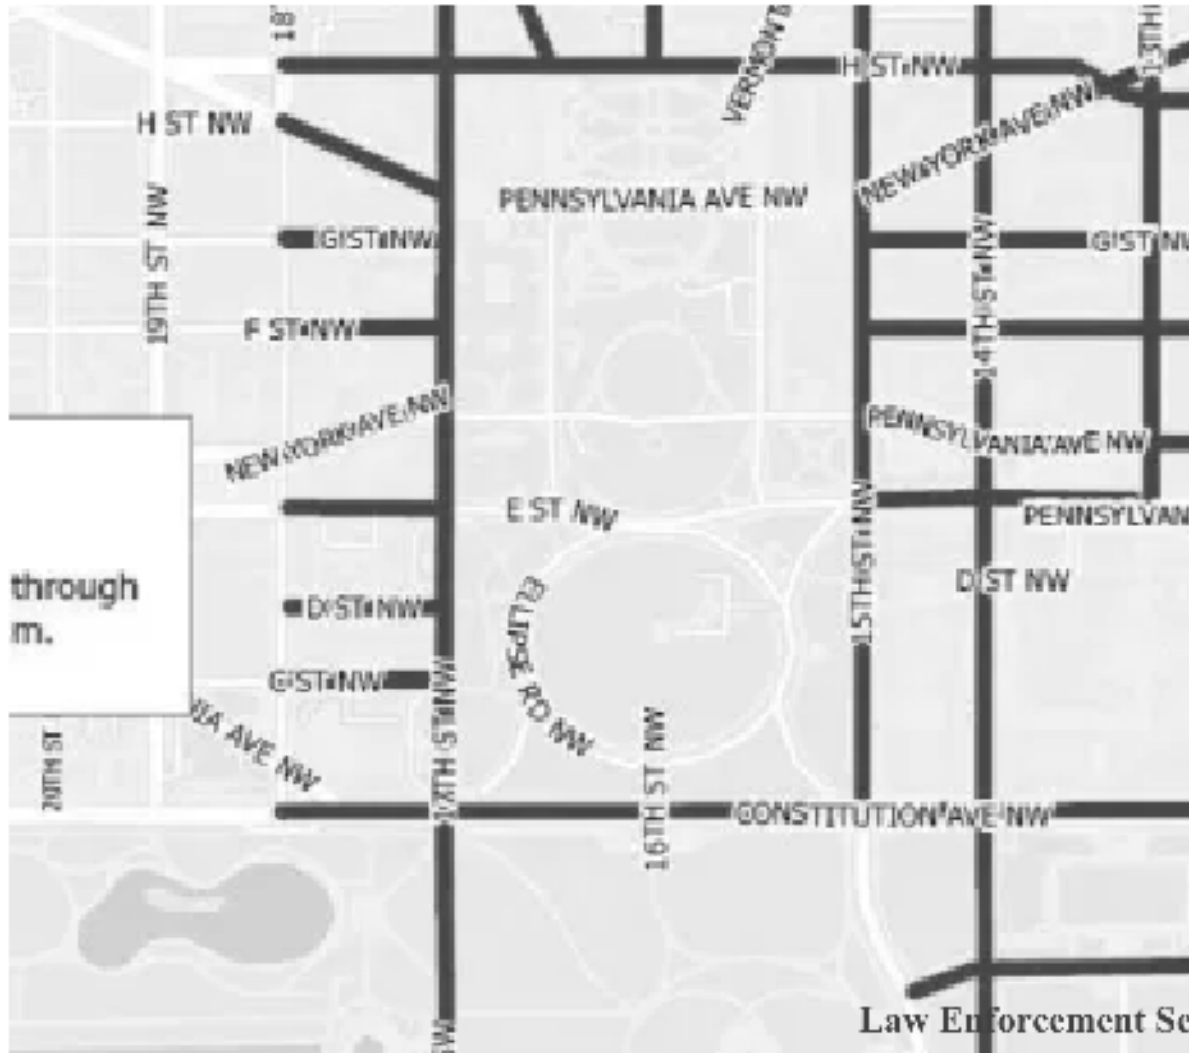 18
VERMONT
13TH
H ST NW
NEW YORK AVE NW
H ST NW
19TH ST NW
PENNSYLVANIA AVE NW
G ST NW
14TH ST NW
G ST NW
F ST NW
NEW YORK AVE NW
PENNSYLVANIA AVE NW
E ST NW
15TH ST NW
PENNSYLVAN
through
m.
D ST NW
ELLIPSE RD NW
D ST NW
G ST NW
17TH ST NW
IA AVE NW
20TH ST
16TH ST NW
CONSTITUTION AVE NW
Law Enforcement Se
SW